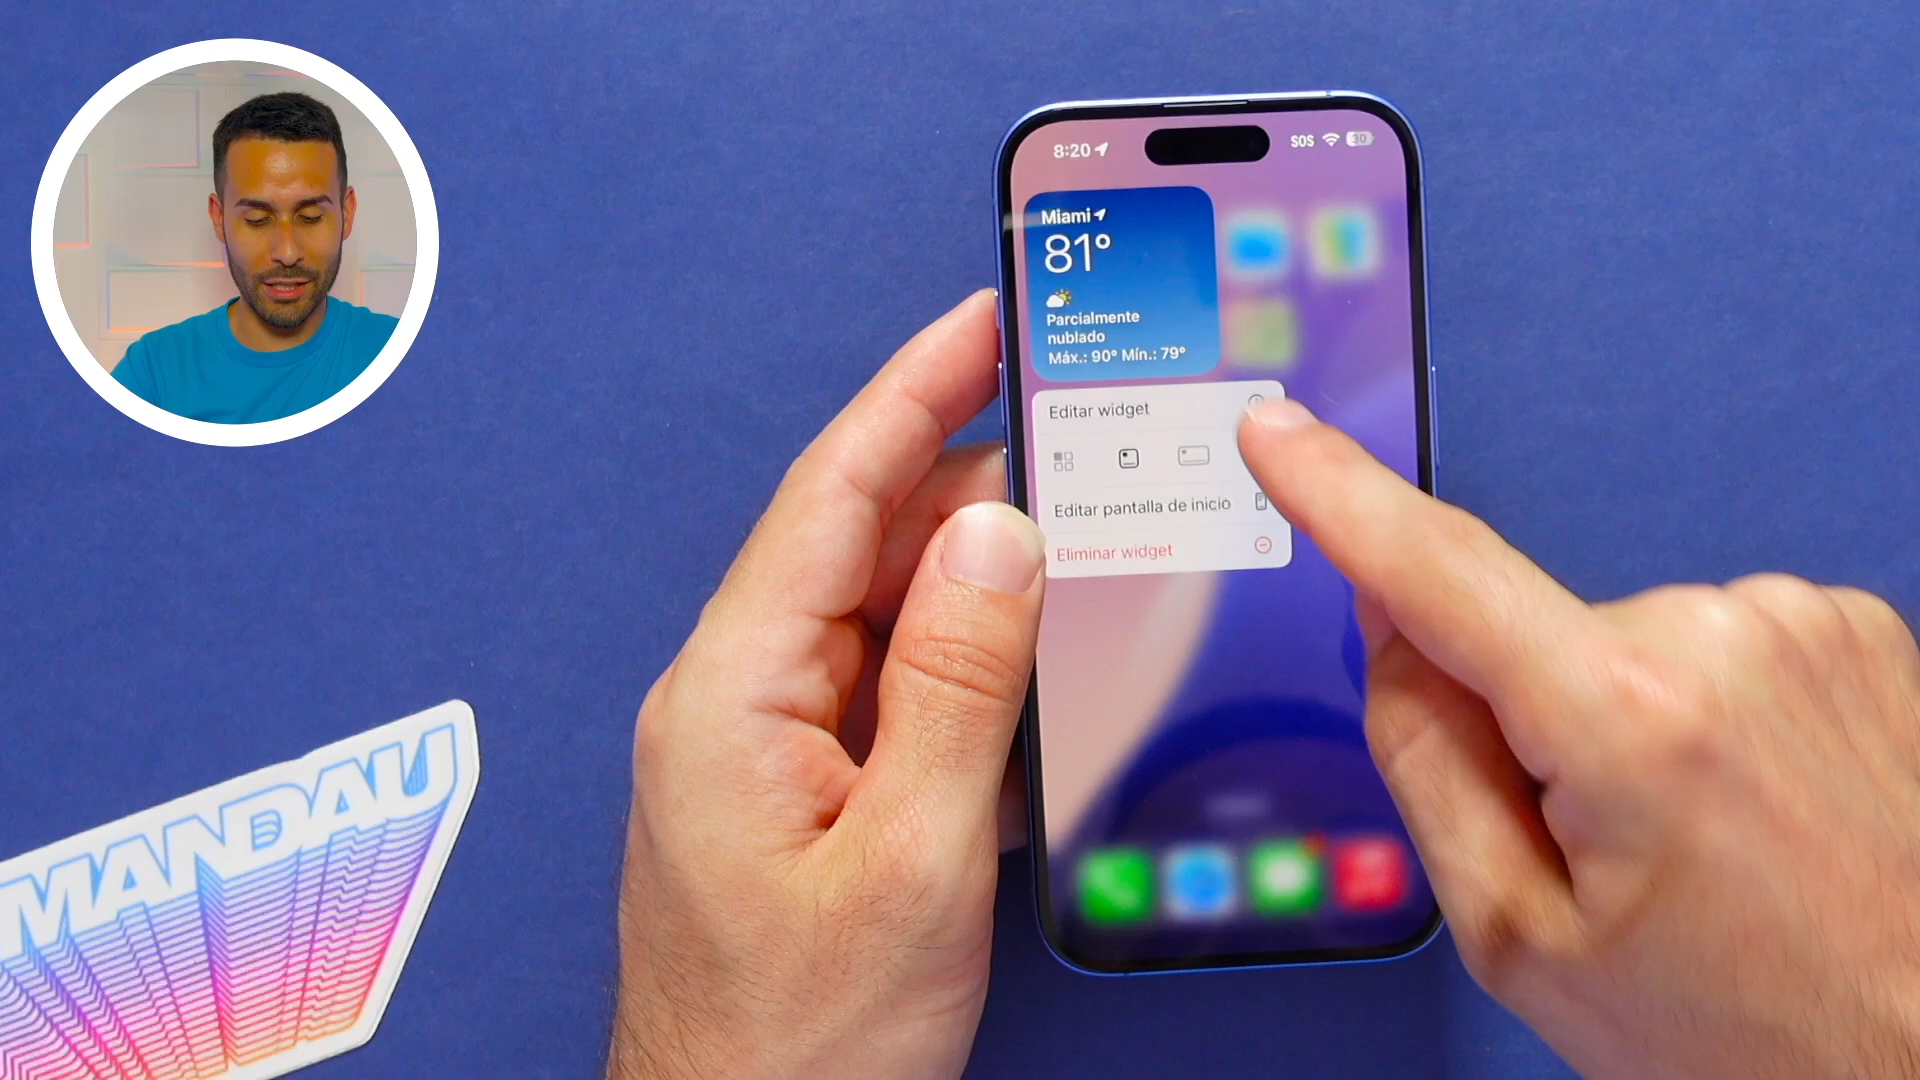 8:20
SOS
30
Miami
81°
Parcialmente
nublado
Máx.: 90° Mín.: 79°
Editar widget
Editar pantalla de inicio
Eliminar widget
MANDAU